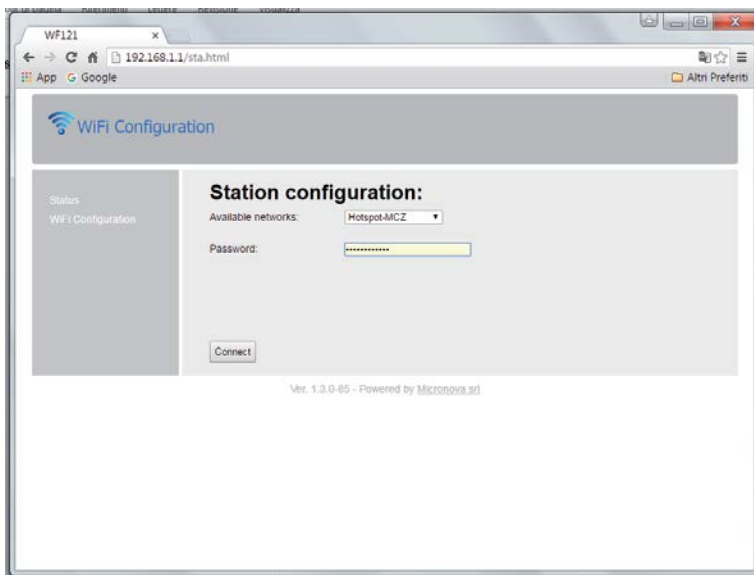 WF121
192.168.1.1/sta.html
App Google
Altri Preferiti
WiFi Configuration
Status
WiFi Configuration
Station configuration:
Available networks: Hotspot-MCZ
Password: ••••••••••••
Connect
Ver. 1.3.0-85 - Powered by Micronova srl